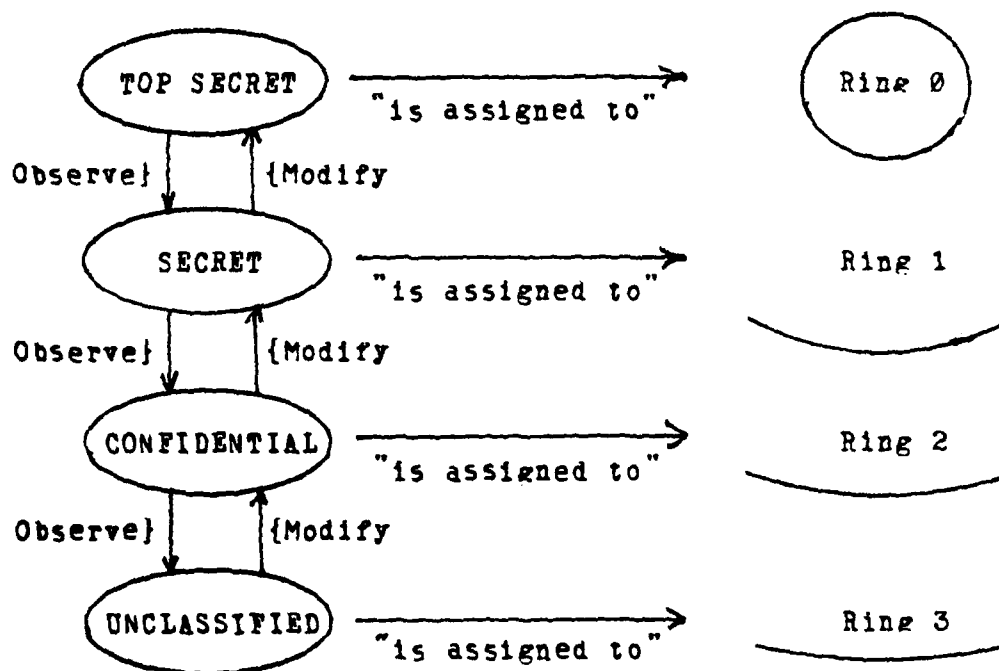 TOP SECRET
"is assigned to"
Ring 0
Observe}
{Modify
SECRET
"is assigned to"
Ring 1
Observe}
{Modify
CONFIDENTIAL
"is assigned to"
Ring 2
Observe}
{Modify
UNCLASSIFIED
"is assigned to"
Ring 3